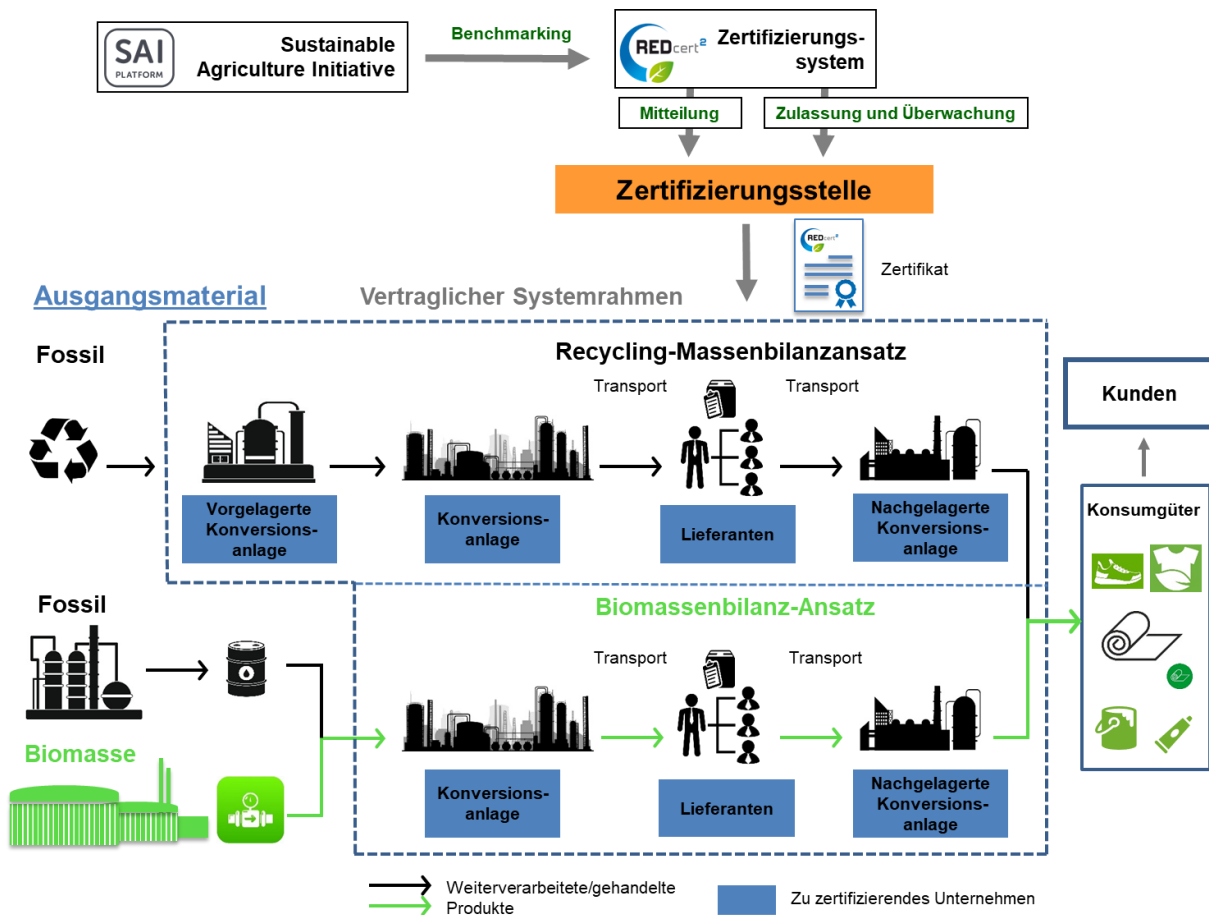 SAI
PLATFORM
Sustainable
Agriculture Initiative
Benchmarking
REDcert²
Zertifizierungs-
system
Mitteilung
Zulassung und Überwachung
Zertifizierungsstelle
REDcert²
Zertifikat
Ausgangsmaterial
Vertraglicher Systemrahmen
Fossil
Recycling-Massenbilanzansatz
Transport
Transport
Kunden
Vorgelagerte
Konversions-
anlage
Konversions-
anlage
Lieferanten
Nachgelagerte
Konversions-
anlage
Konsumgüter
Fossil
Biomassenbilanz-Ansatz
Transport
Transport
Biomasse
Konversions-
anlage
Lieferanten
Nachgelagerte
Konversions-
anlage
Weiterverarbeitete/gehandelte
Produkte
Zu zertifizierendes Unternehmen